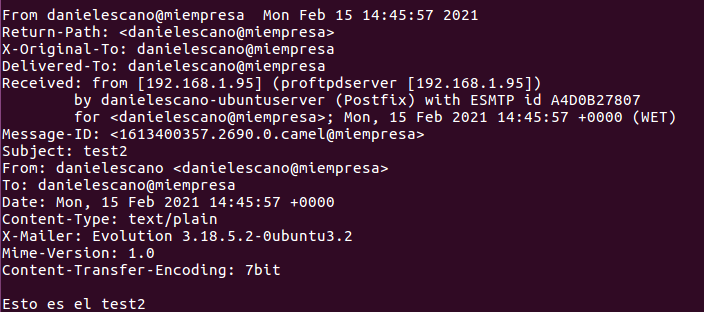 From danielescano@miempresa  Mon Feb 15 14:45:57 2021
Return-Path: <danielescano@miempresa>
X-Original-To: danielescano@miempresa
Delivered-To: danielescano@miempresa
Received: from [192.168.1.95] (proftpdserver [192.168.1.95])
        by danielescano-ubuntuserver (Postfix) with ESMTP id A4D0B27807
        for <danielescano@miempresa>; Mon, 15 Feb 2021 14:45:57 +0000 (WET)
Message-ID: <1613400357.2690.0.camel@miempresa>
Subject: test2
From: danielescano <danielescano@miempresa>
To: danielescano@miempresa
Date: Mon, 15 Feb 2021 14:45:57 +0000
Content-Type: text/plain
X-Mailer: Evolution 3.18.5.2-0ubuntu3.2
Mime-Version: 1.0
Content-Transfer-Encoding: 7bit

Esto es el test2